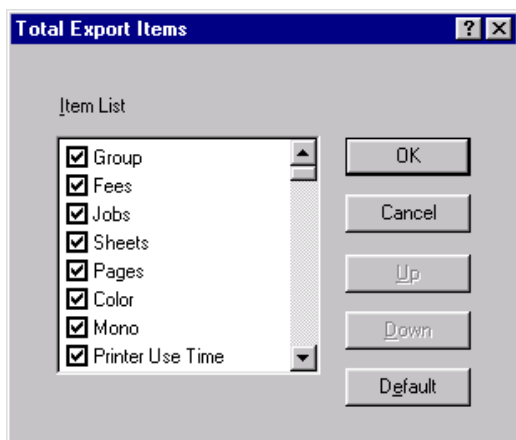 Total Export Items
Item List
Group
Fees
Jobs
Sheets
Pages
Color
Mono
Printer Use Time
OK
Cancel
Up
Down
Default